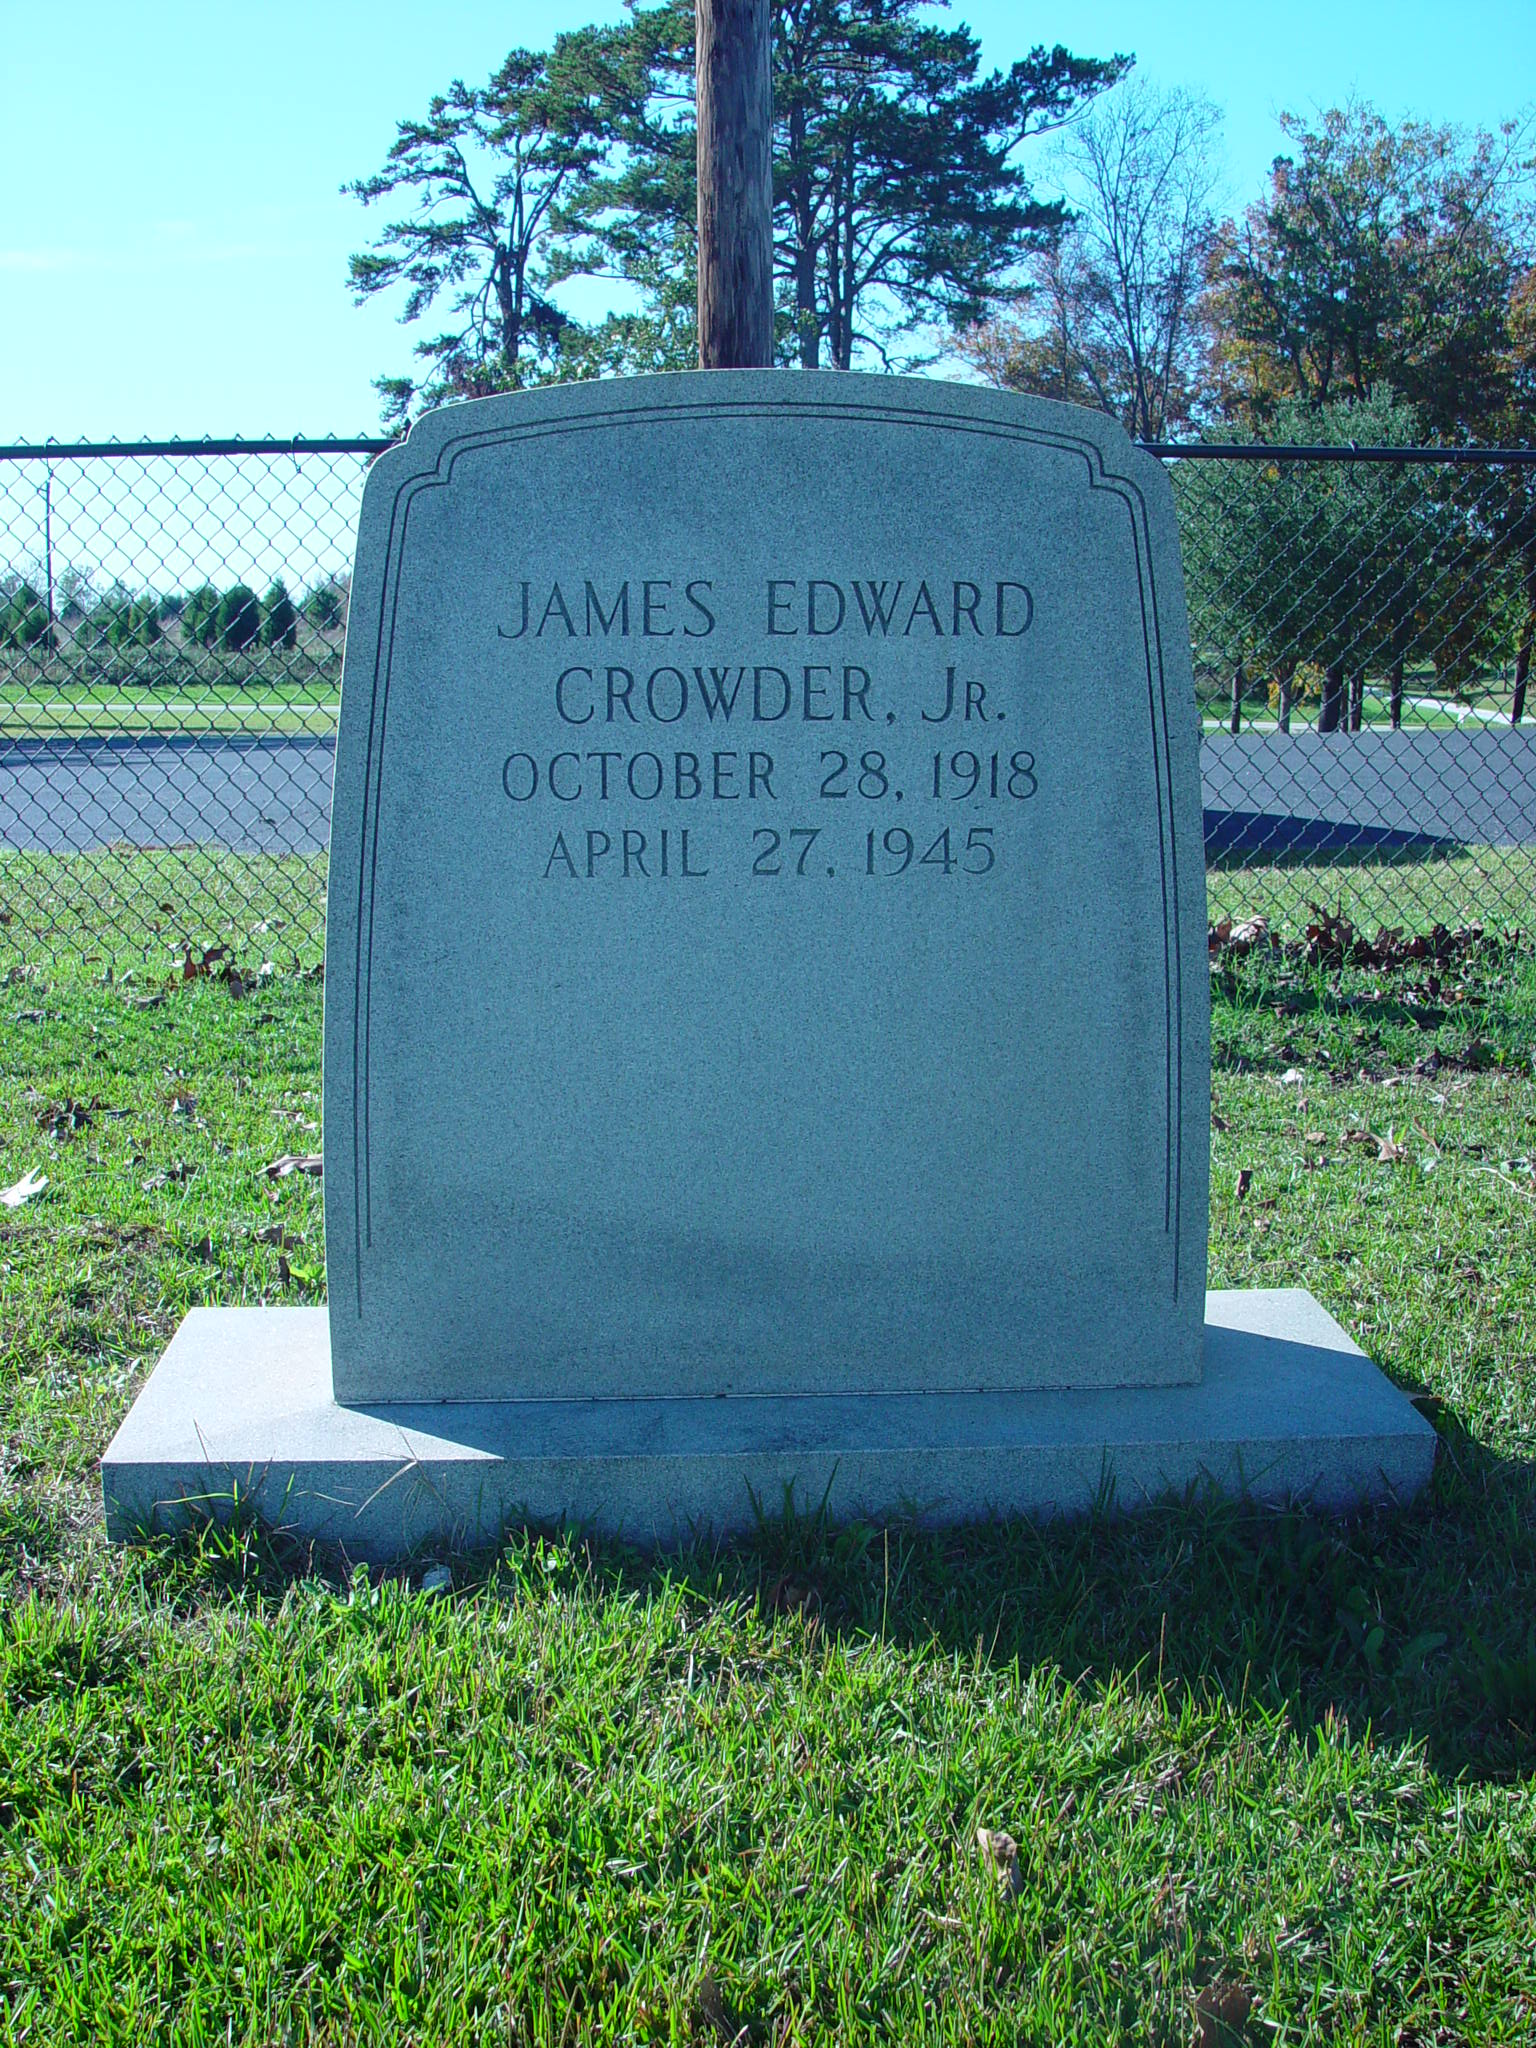 JAMES EDWARD
CROWDER, JR.
OCTOBER 28, 1918
APRIL 27, 1945